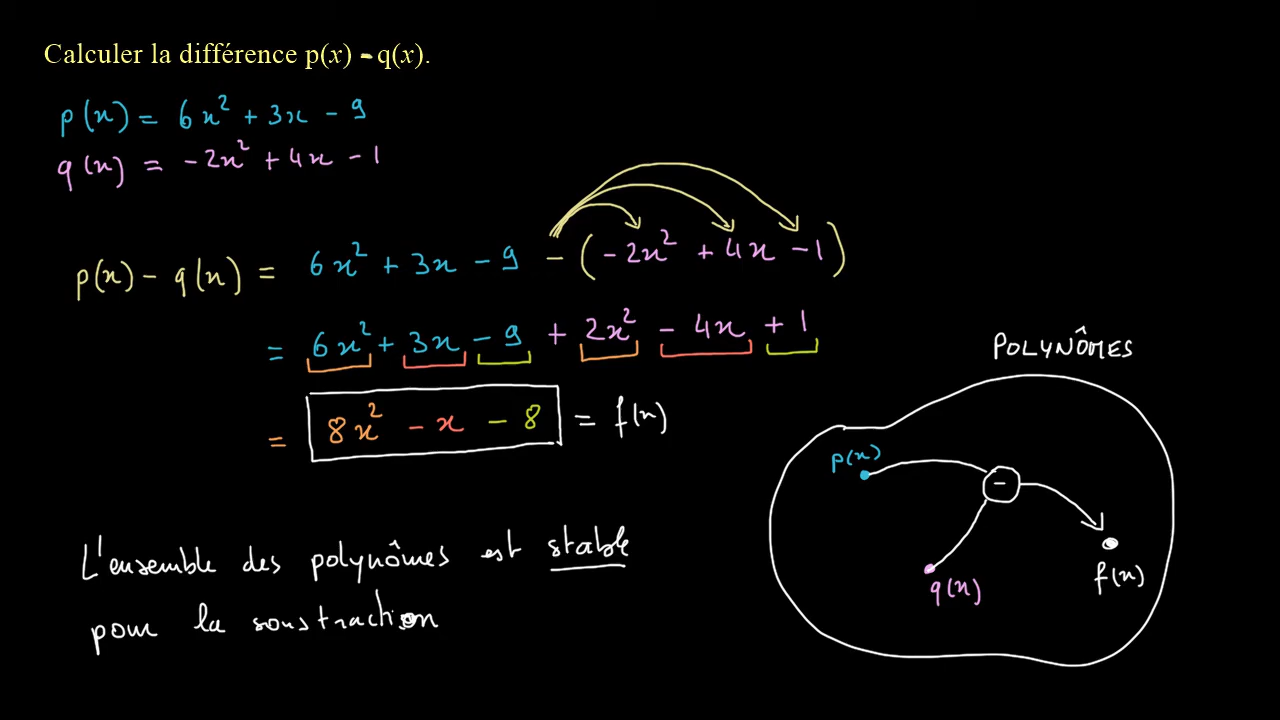 Calculer la différence p(x) - q(x).
p(x) = 6x² + 3x - 9
q(x) = -2x² + 4x - 1
p(x) - q(x) = 6x² + 3x - 9 - (-2x² + 4x - 1)
= 6x² + 3x - 9 + 2x² - 4x + 1
= 8x² - x - 8 = f(x)
POLYNÔMES
p(x)
-
q(x)
f(x)
L'ensemble des polynômes est stable
pour la soustraction